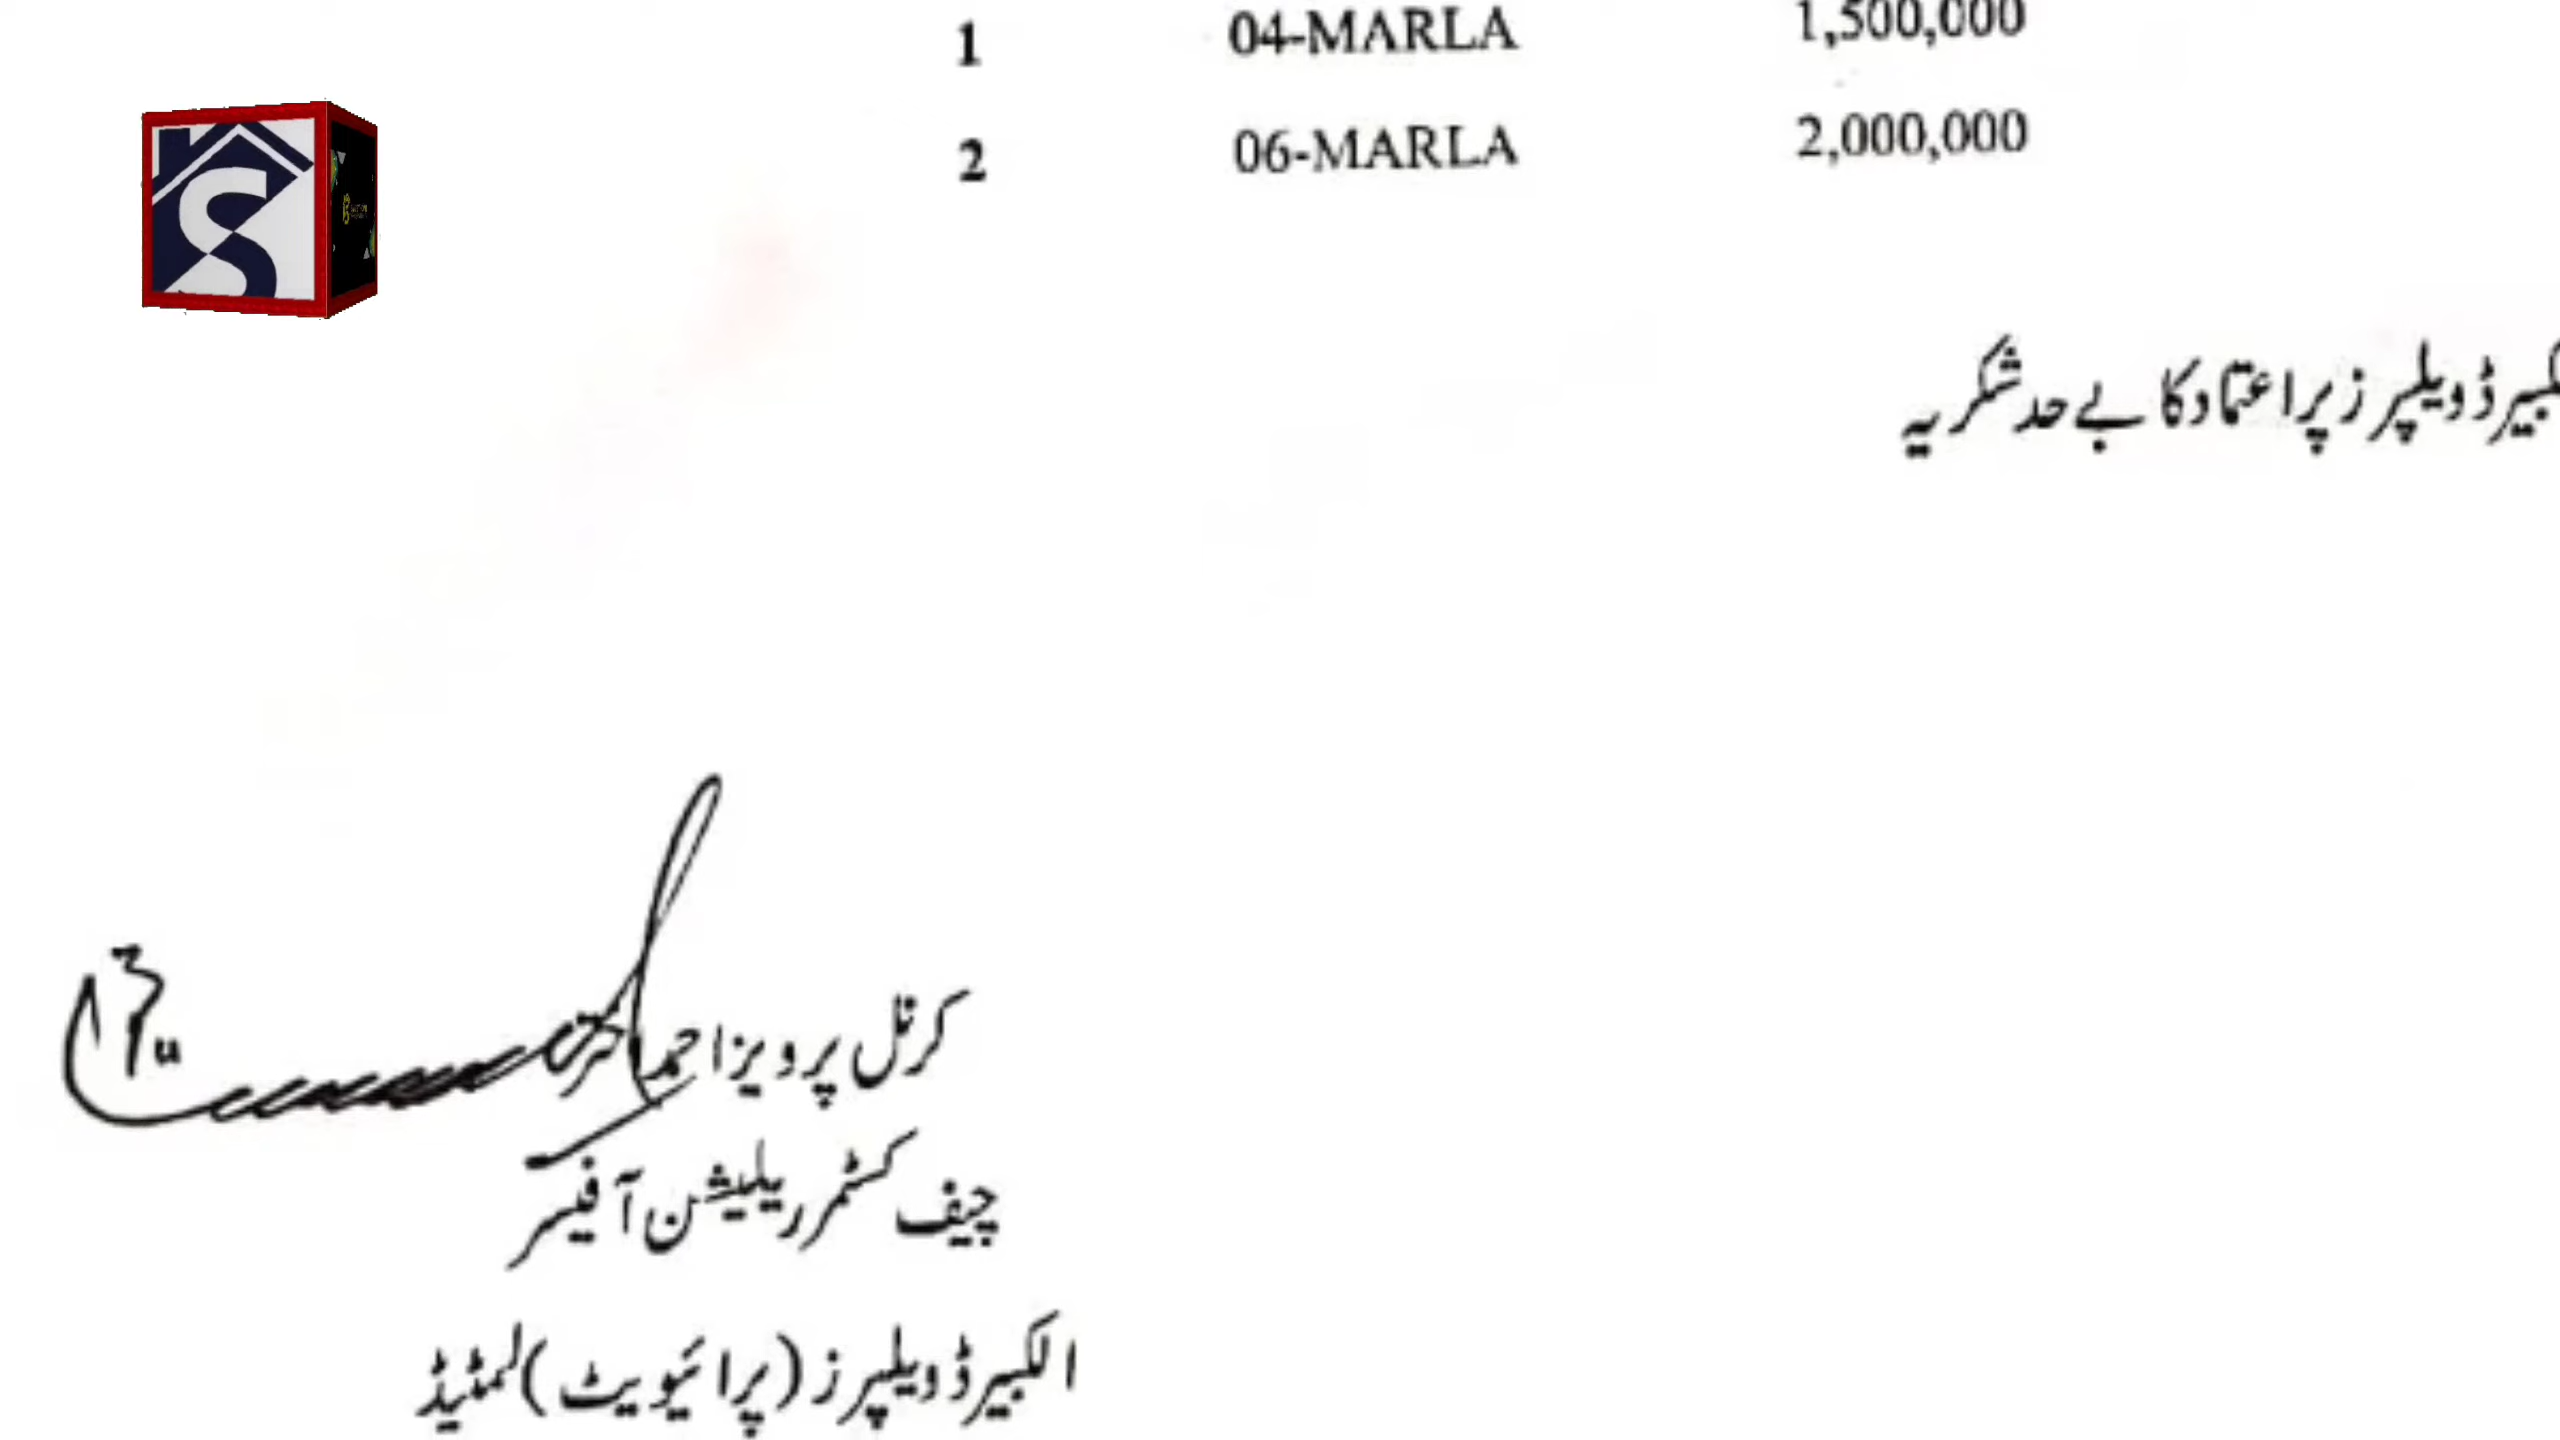 1 04-MARLA 1,500,000
2 06-MARLA 2,000,000
ڈویلپرز پر اعتماد کا بے حد شکریہ
کرنل پرویز احمد
چیف کسٹمر ریلیشن آفیسر
الکبیر ڈویلپرز (پرائیویٹ) لمٹیڈ
S